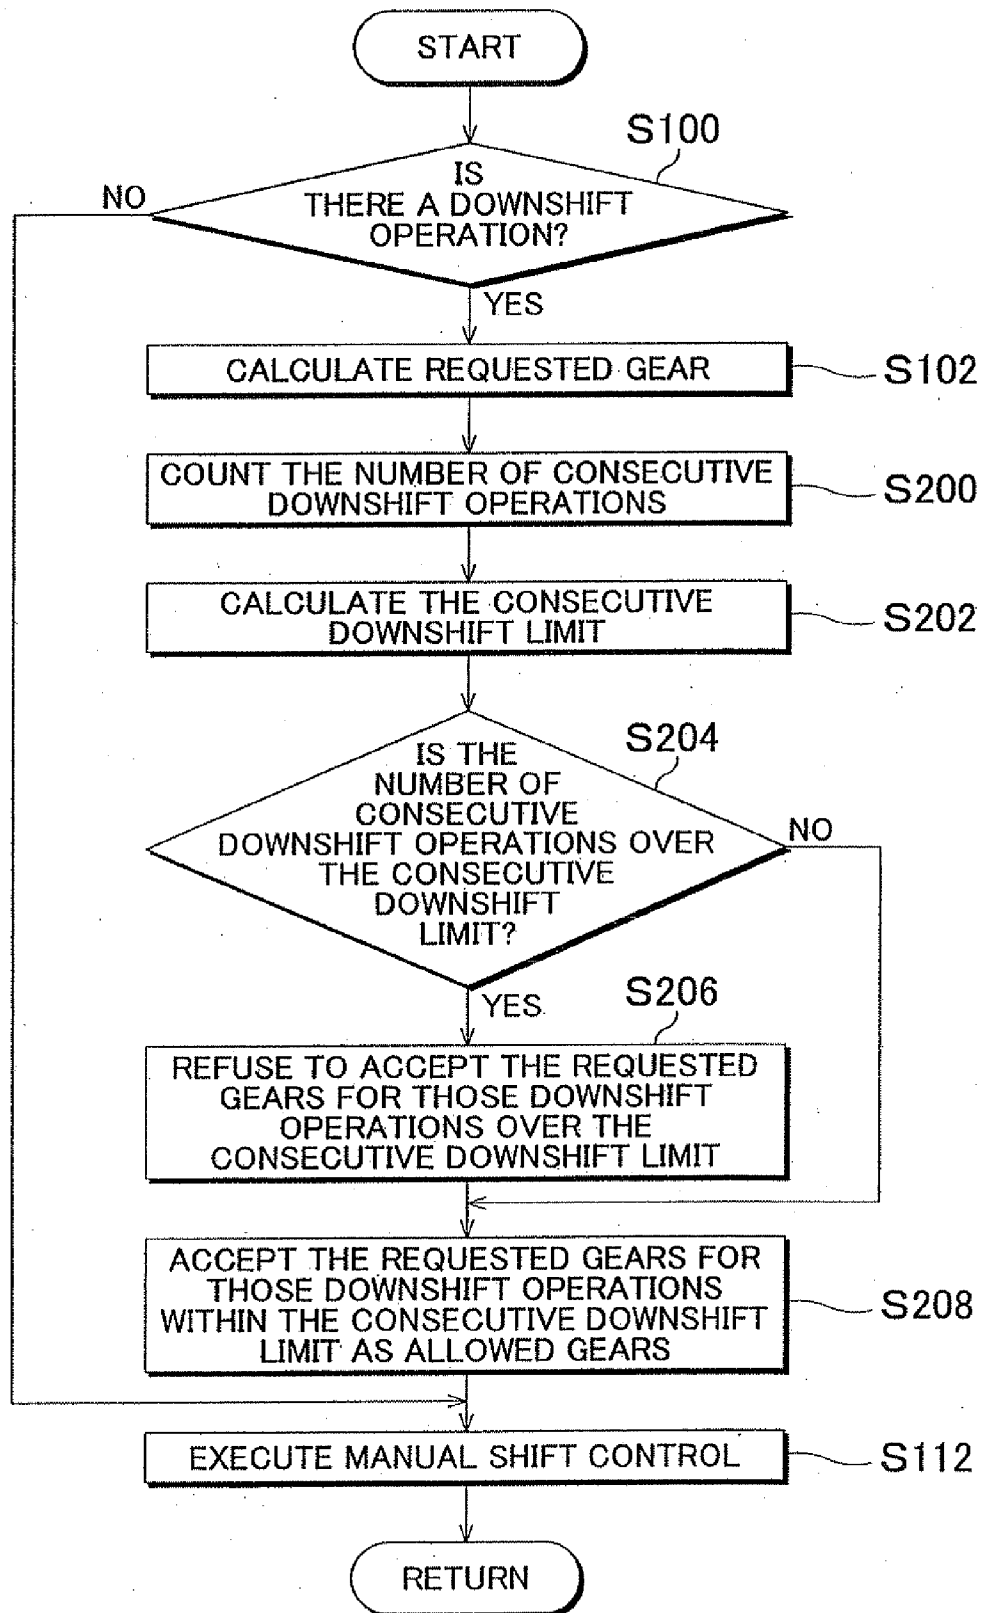 START
S100
IS
THERE A DOWNSHIFT
OPERATION?
NO
YES
CALCULATE REQUESTED GEAR
S102
COUNT THE NUMBER OF CONSECUTIVE
DOWNSHIFT OPERATIONS
S200
CALCULATE THE CONSECUTIVE
DOWNSHIFT LIMIT
S202
S204
IS THE
NUMBER OF
CONSECUTIVE
DOWNSHIFT OPERATIONS OVER
THE CONSECUTIVE
DOWNSHIFT
LIMIT?
NO
YES
S206
REFUSE TO ACCEPT THE REQUESTED
GEARS FOR THOSE DOWNSHIFT
OPERATIONS OVER THE
CONSECUTIVE DOWNSHIFT LIMIT
ACCEPT THE REQUESTED GEARS FOR
THOSE DOWNSHIFT OPERATIONS
WITHIN THE CONSECUTIVE DOWNSHIFT
LIMIT AS ALLOWED GEARS
S208
EXECUTE MANUAL SHIFT CONTROL
S112
RETURN